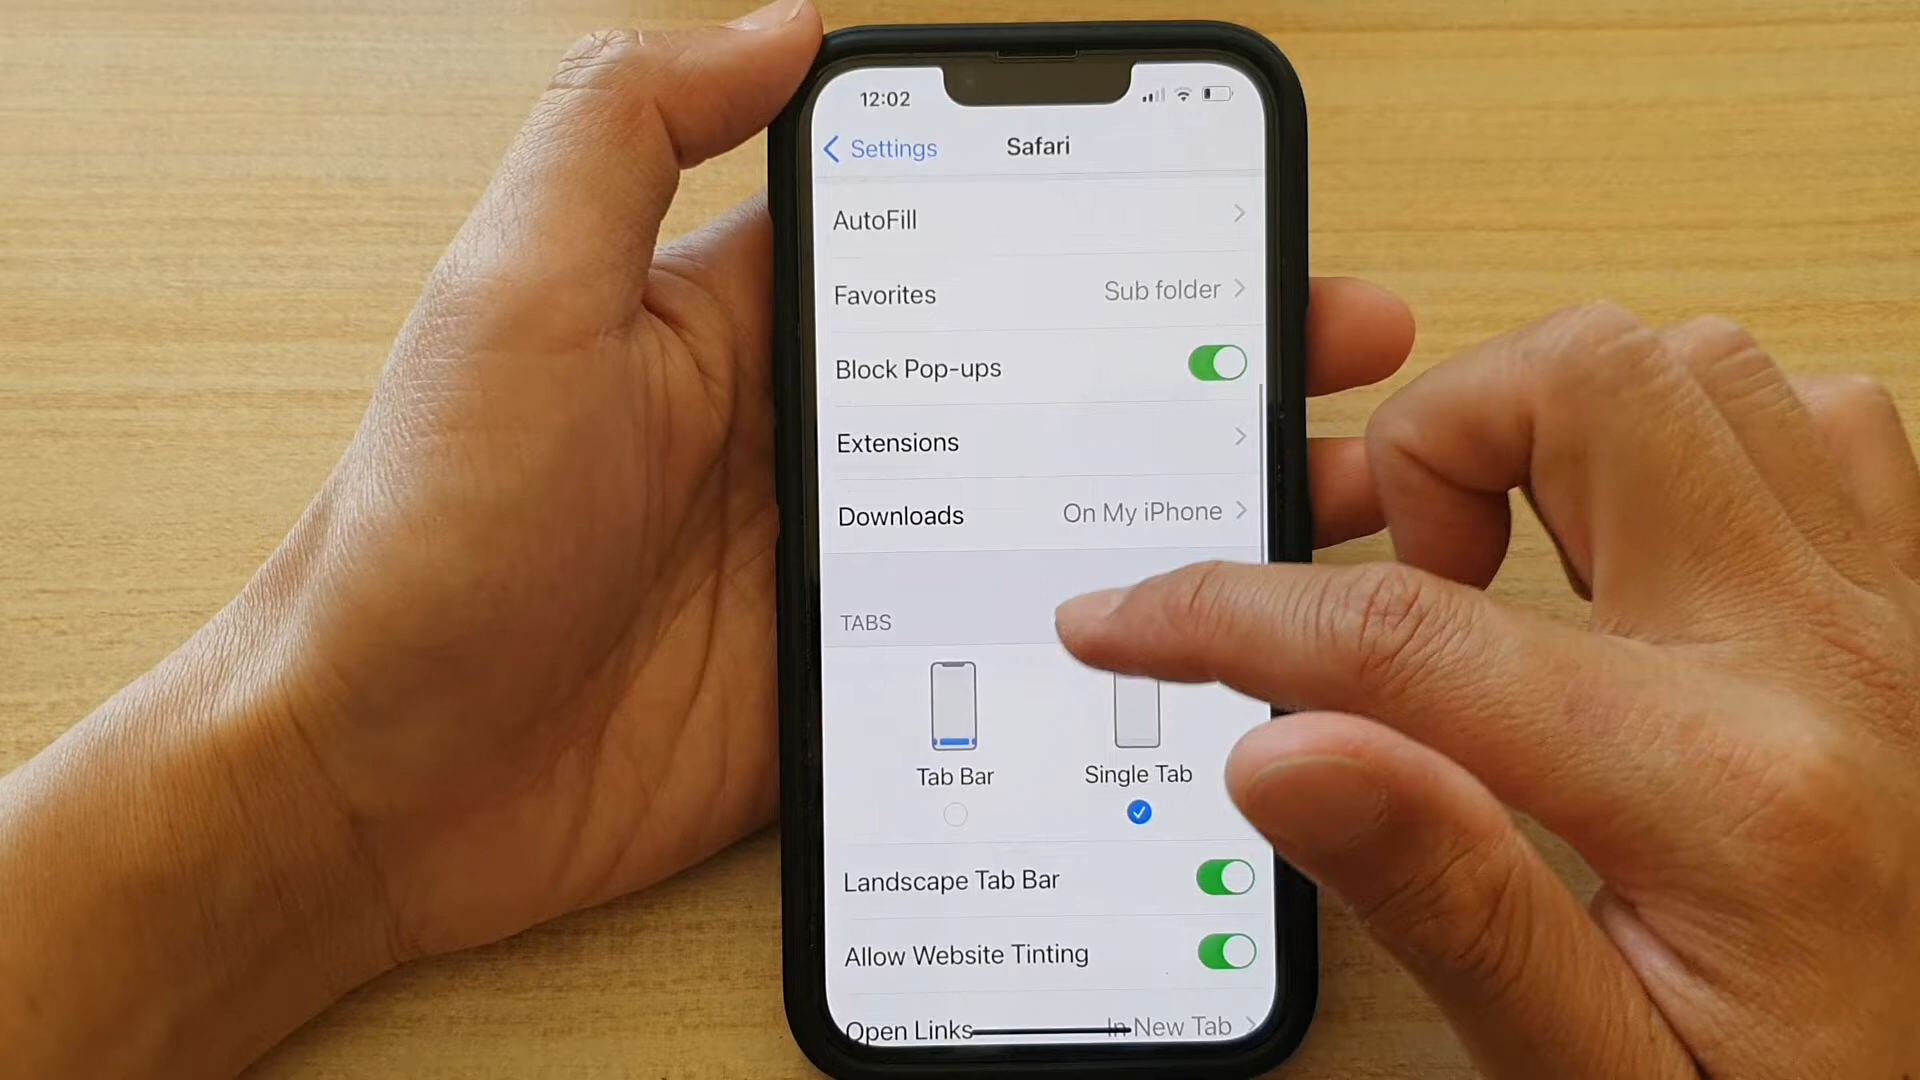 12:02
Settings
Safari
AutoFill
Favorites Sub folder
Block Pop-ups
Extensions
Downloads On My iPhone
TABS
Tab Bar Single Tab
Landscape Tab Bar
Allow Website Tinting
Open Links In New Tab